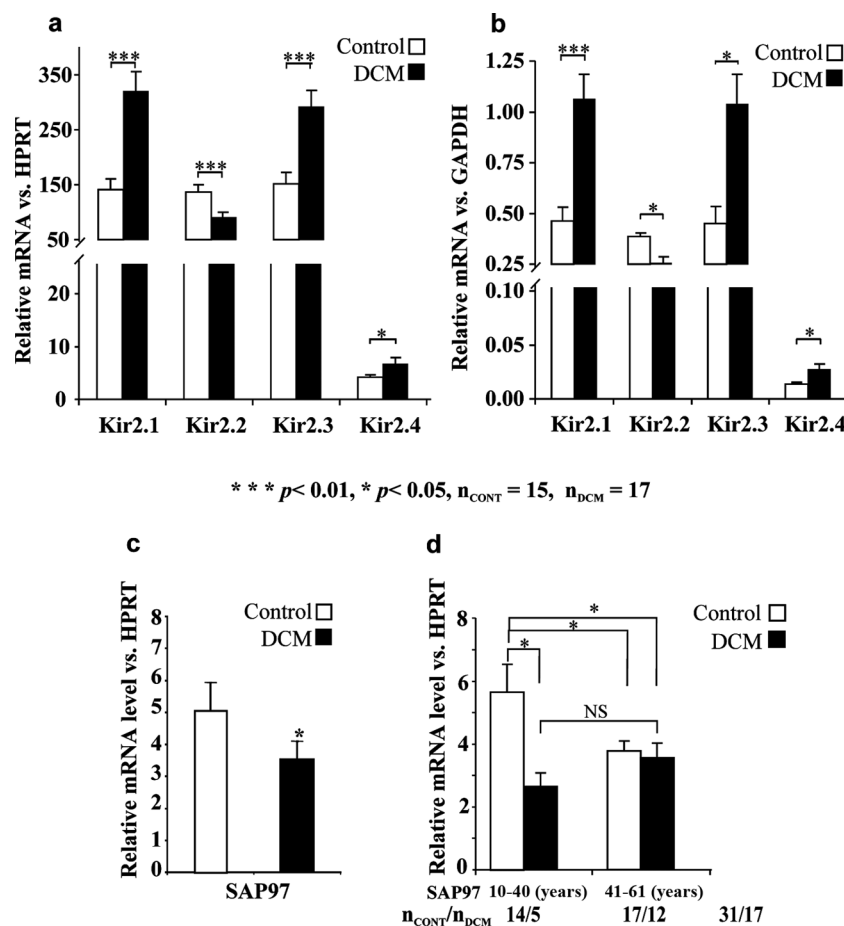 a
Relative mRNA vs. HPRT
350
250
150
50
20
10
0
Control
DCM
***
***
***
*
Kir2.1 Kir2.2 Kir2.3 Kir2.4
b
Relative mRNA vs. GAPDH
1.25
1.00
0.75
0.50
0.25
0.10
0.05
0.00
Control
DCM
***
*
*
*
Kir2.1 Kir2.2 Kir2.3 Kir2.4
* * * p< 0.01, * p< 0.05, nCONT = 15, nDCM = 17
c
Relative mRNA level vs. HPRT
8
7
6
5
4
3
2
1
0
Control
DCM
*
SAP97
d
Relative mRNA level vs. HPRT
8
6
4
2
0
Control
DCM
*
*
*
NS
SAP97 10-40 (years) 41-61 (years)
nCONT/nDCM 14/5 17/12 31/17